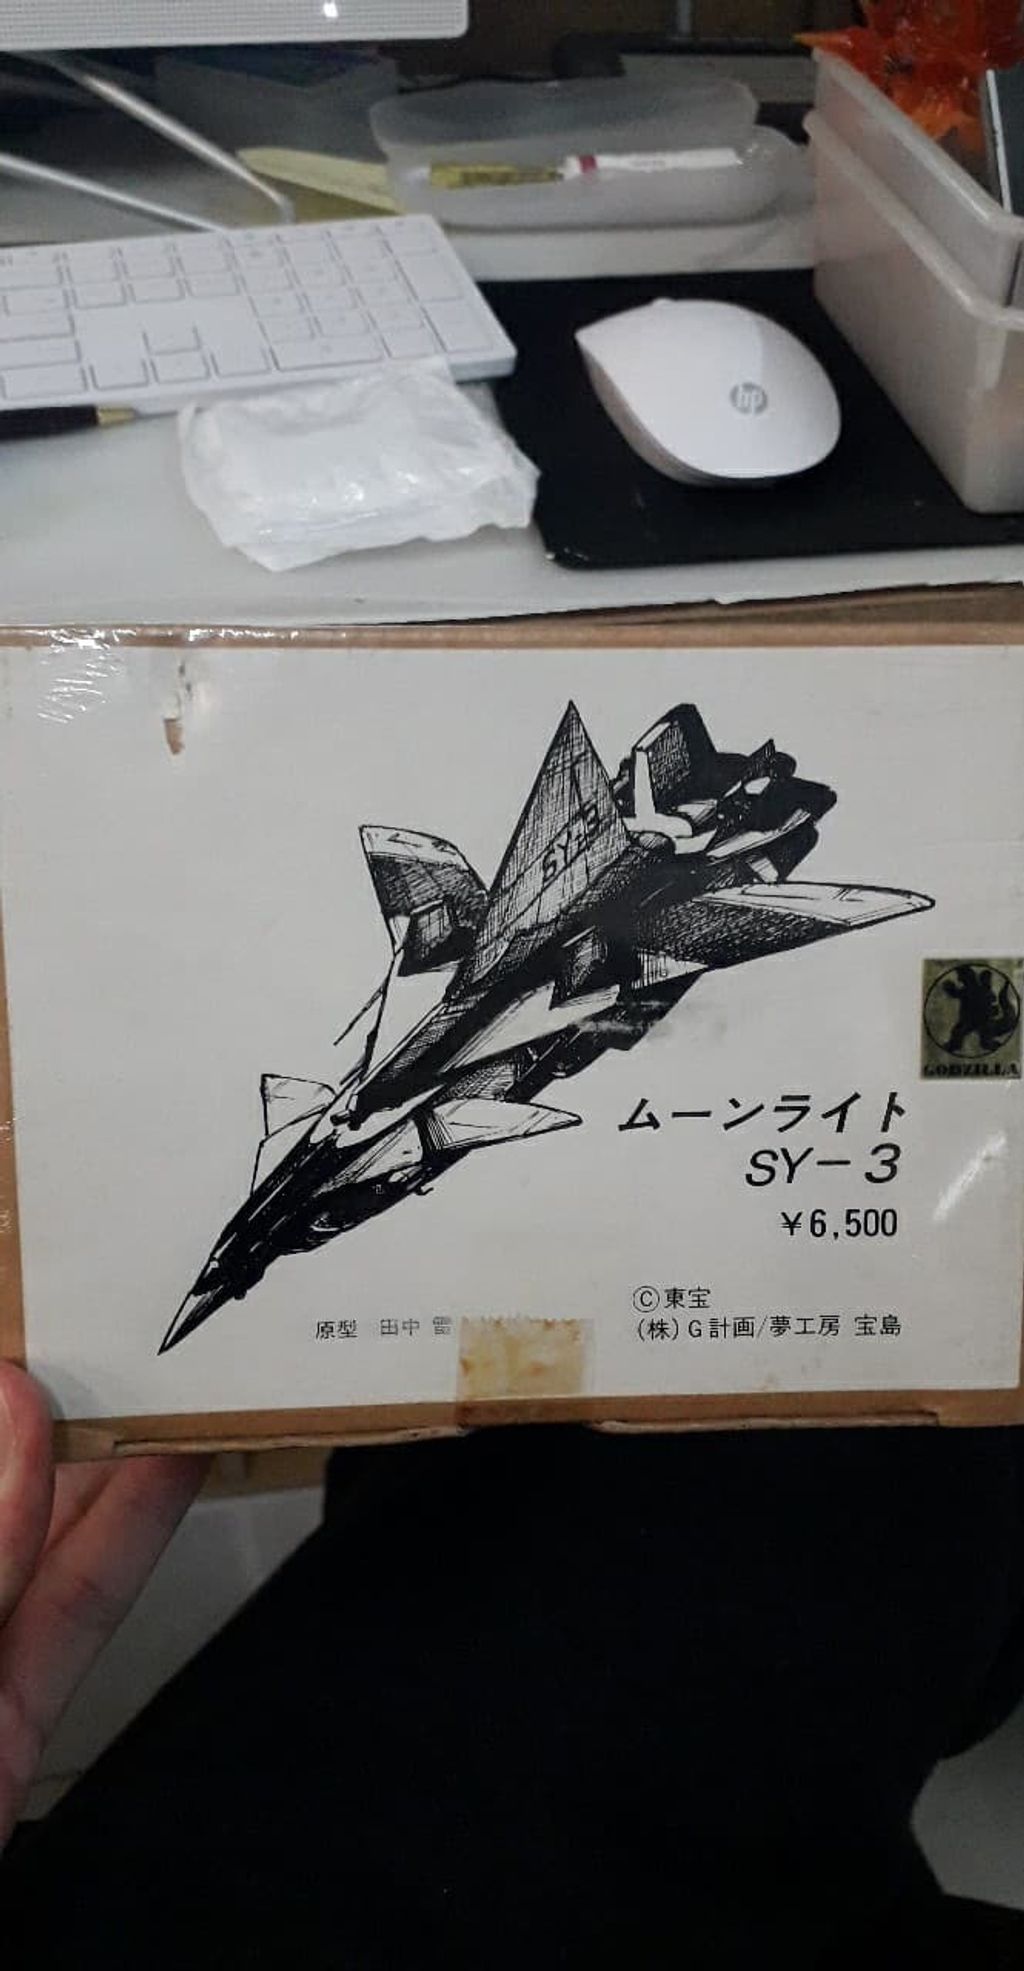 hp
SY-3
GODZILLA
ムーンライト
SY-3
￥6,500
Ⓒ東宝
(株)G計画/夢工房 宝島
原型 田中